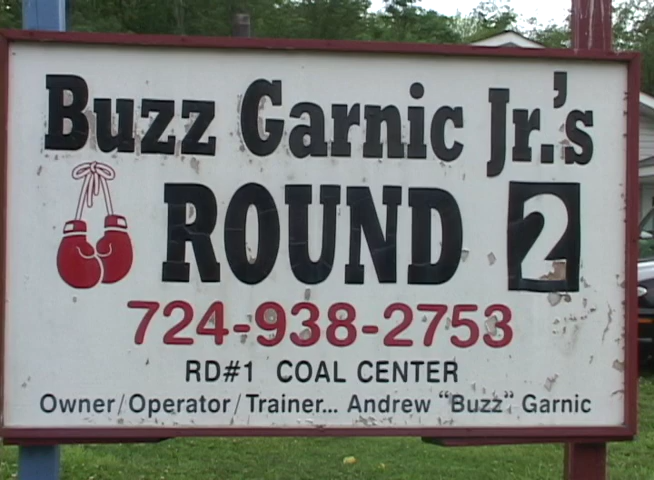 Buzz Garnic Jr.'s
ROUND 2
724-938-2753
RD#1 COAL CENTER
Owner/Operator/Trainer... Andrew "Buzz" Garnic